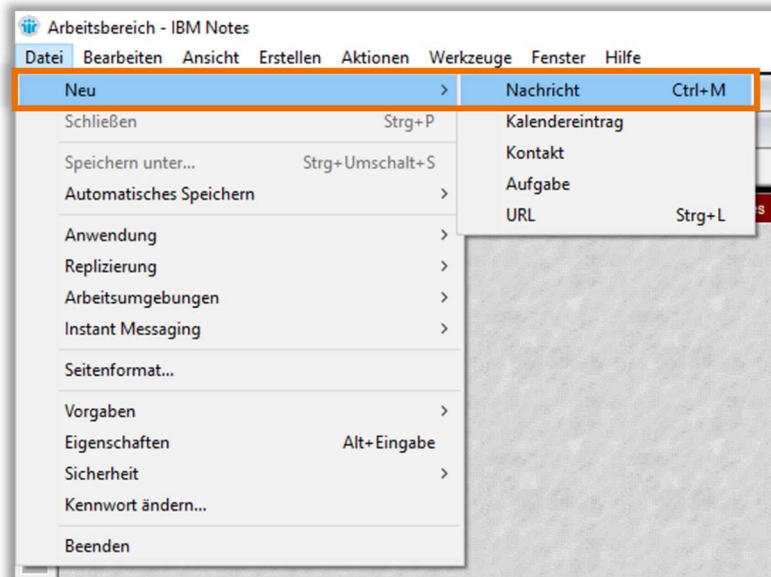 Arbeitsbereich - IBM Notes
Datei Bearbeiten Ansicht Erstellen Aktionen Werkzeuge Fenster Hilfe
Neu > Nachricht Ctrl+M
Schließen Strg+P
Kalendereintrag
Kontakt
Speichern unter... Strg+Umschalt+S
Aufgabe
Automatisches Speichern >
URL Strg+L
Anwendung >
Replizierung >
Arbeitsumgebungen >
Instant Messaging >
Seitenformat...
Vorgaben >
Eigenschaften Alt+Eingabe
Sicherheit >
Kennwort ändern...
Beenden